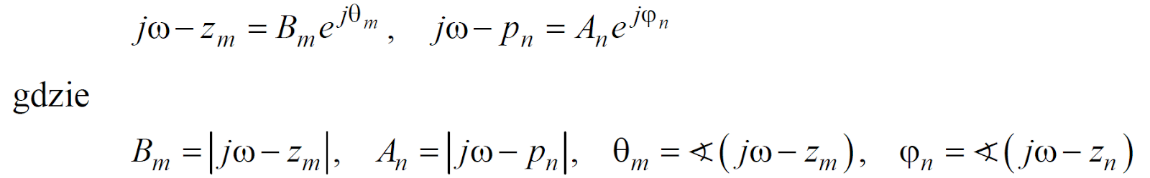 jω − z_m = B_m e^{jθ_m}, jω − p_n = A_n e^{jφ_n}
gdzie
B_m = |jω − z_m|, A_n = |jω − p_n|, θ_m = ∢(jω − z_m), φ_n = ∢(jω − z_n)